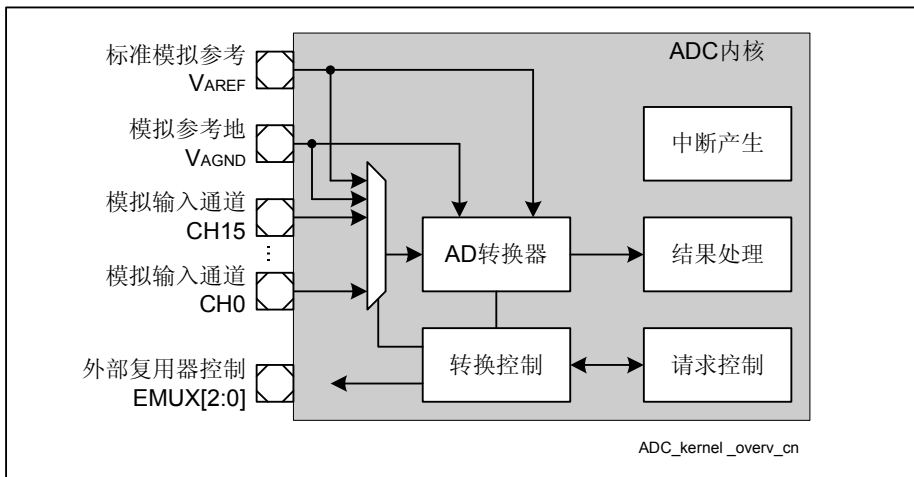 标准模拟参考
VAREF
模拟参考地
VAGND
模拟输入通道
CH15
...
模拟输入通道
CH0
外部复用器控制
EMUX[2:0]
ADC内核
中断产生
AD转换器
结果处理
转换控制
请求控制
ADC_kernel _overv_cn